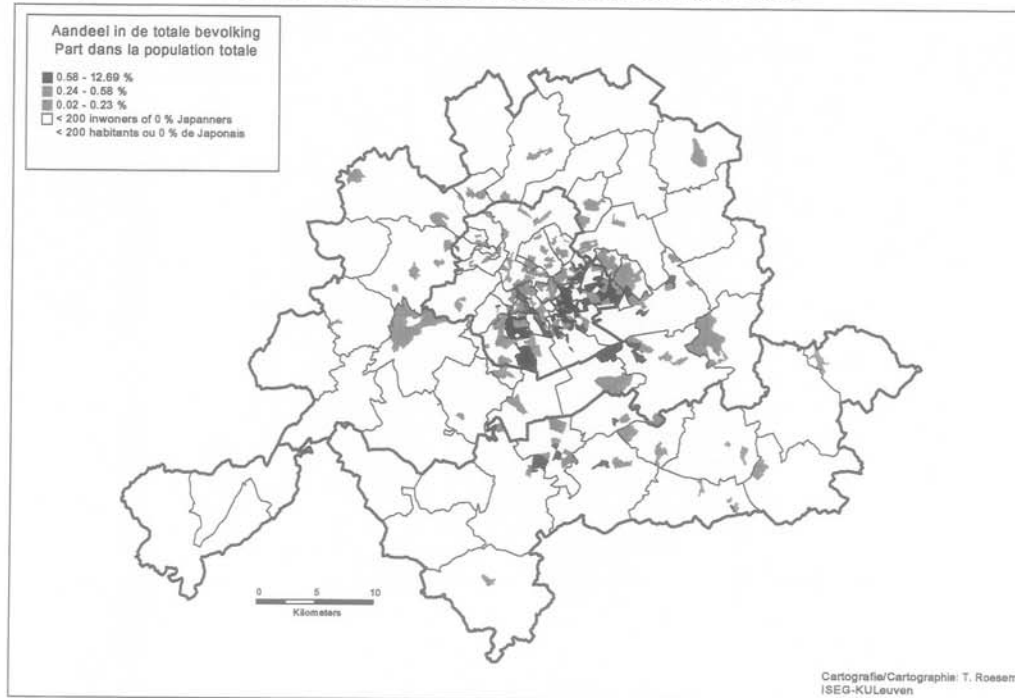 Aandeel in de totale bevolking
Part dans la population totale
0.58 - 12.69 %
0.24 - 0.58 %
0.02 - 0.23 %
< 200 inwoners of 0 % Japanners
< 200 habitants ou 0 % de Japonais
0 5 10
Kilometers
Cartografie/Cartographie: T. Roesem
ISEG-KULeuven